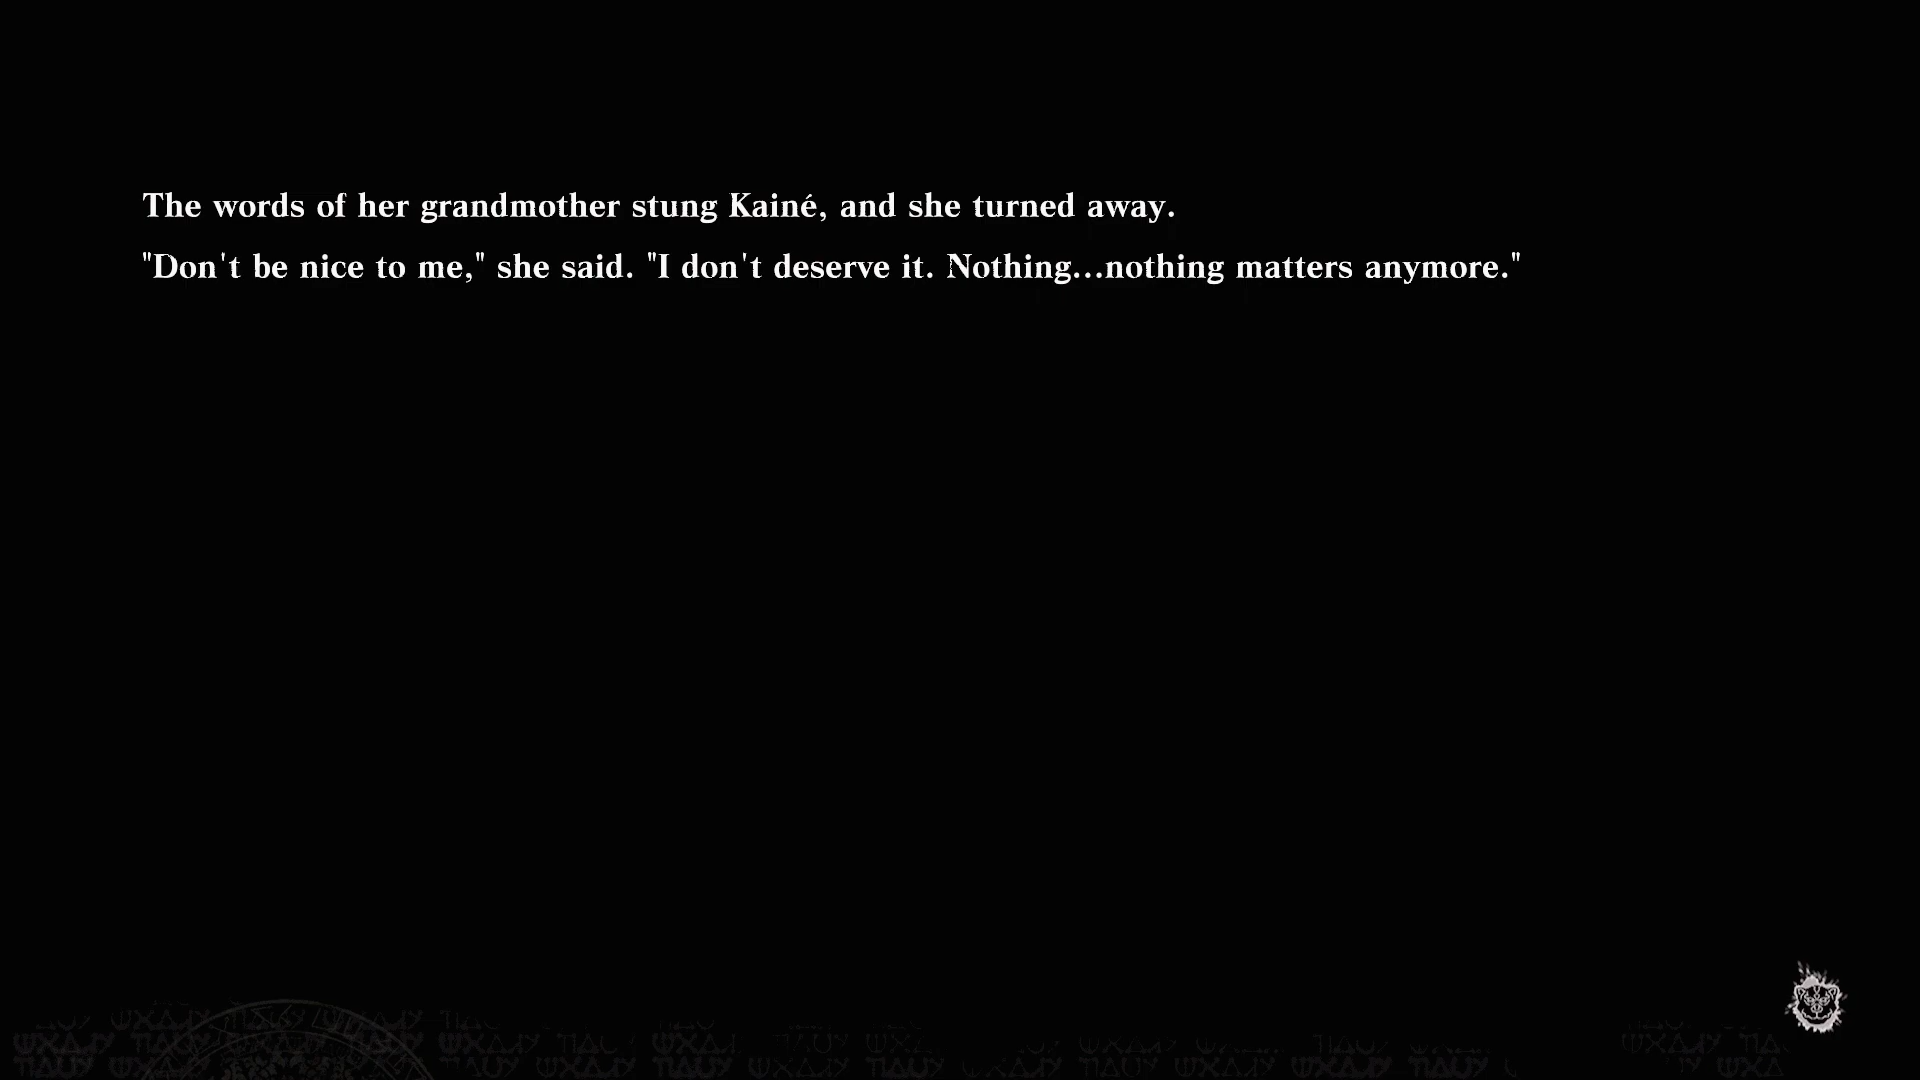 The words of her grandmother stung Kainé, and she turned away.
"Don't be nice to me," she said. "I don't deserve it. Nothing...nothing matters anymore."